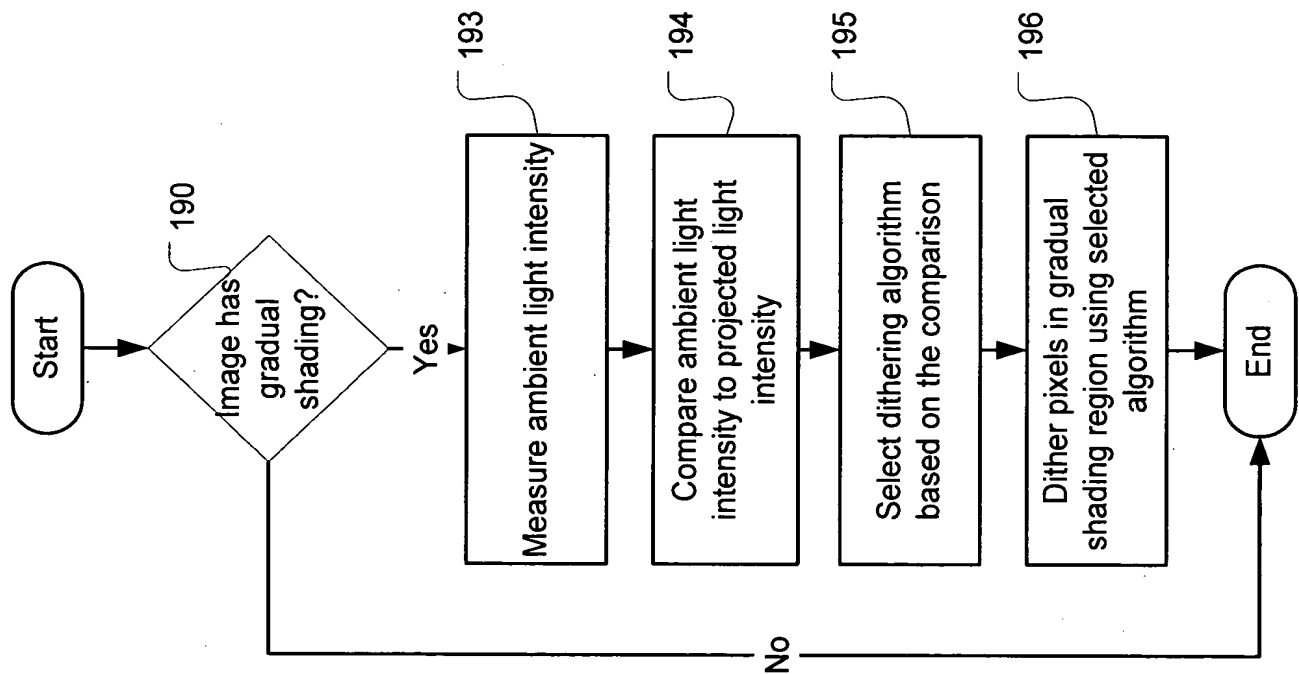 Start
190
Image has
gradual
shading?
Yes
No
193
Measure ambient light intensity
194
Compare ambient light
intensity to projected light
intensity
195
Select dithering algorithm
based on the comparison
196
Dither pixels in gradual
shading region using selected
algorithm
End